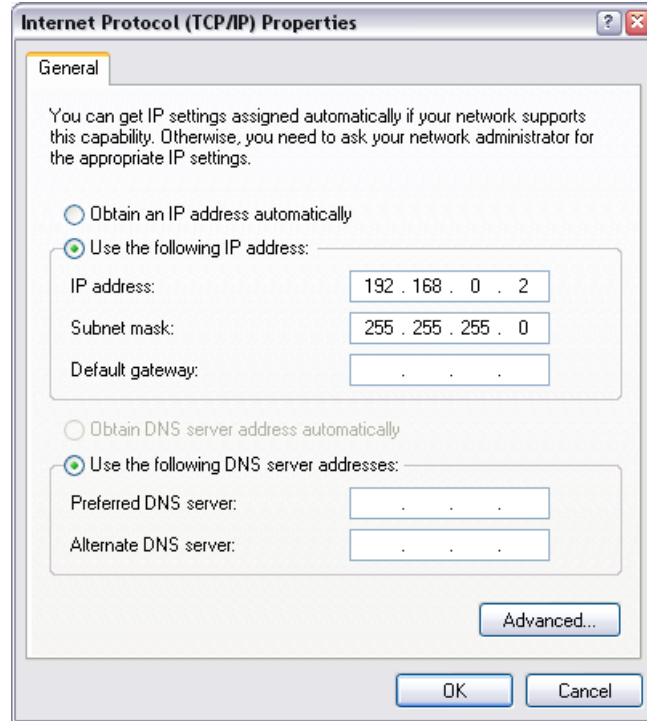 Internet Protocol (TCP/IP) Properties
General
You can get IP settings assigned automatically if your network supports
this capability. Otherwise, you need to ask your network administrator for
the appropriate IP settings.
Obtain an IP address automatically
Use the following IP address:
IP address: 192 . 168 . 0 . 2
Subnet mask: 255 . 255 . 255 . 0
Default gateway: . . .
Obtain DNS server address automatically
Use the following DNS server addresses:
Preferred DNS server: . . .
Alternate DNS server: . . .
Advanced...
OK Cancel